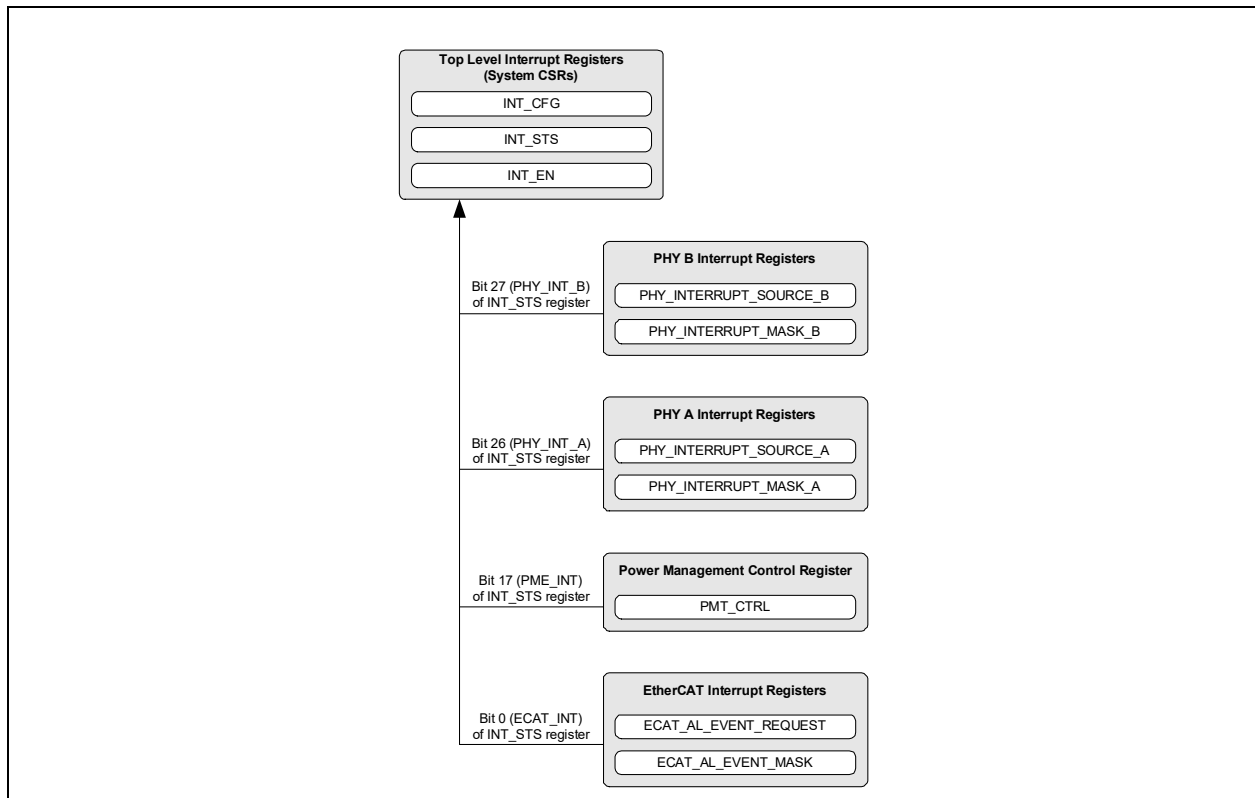 Top Level Interrupt Registers
(System CSRs)
INT_CFG
INT_STS
INT_EN
Bit 27 (PHY_INT_B)
of INT_STS register
PHY B Interrupt Registers
PHY_INTERRUPT_SOURCE_B
PHY_INTERRUPT_MASK_B
Bit 26 (PHY_INT_A)
of INT_STS register
PHY A Interrupt Registers
PHY_INTERRUPT_SOURCE_A
PHY_INTERRUPT_MASK_A
Bit 17 (PME_INT)
of INT_STS register
Power Management Control Register
PMT_CTRL
Bit 0 (ECAT_INT)
of INT_STS register
EtherCAT Interrupt Registers
ECAT_AL_EVENT_REQUEST
ECAT_AL_EVENT_MASK